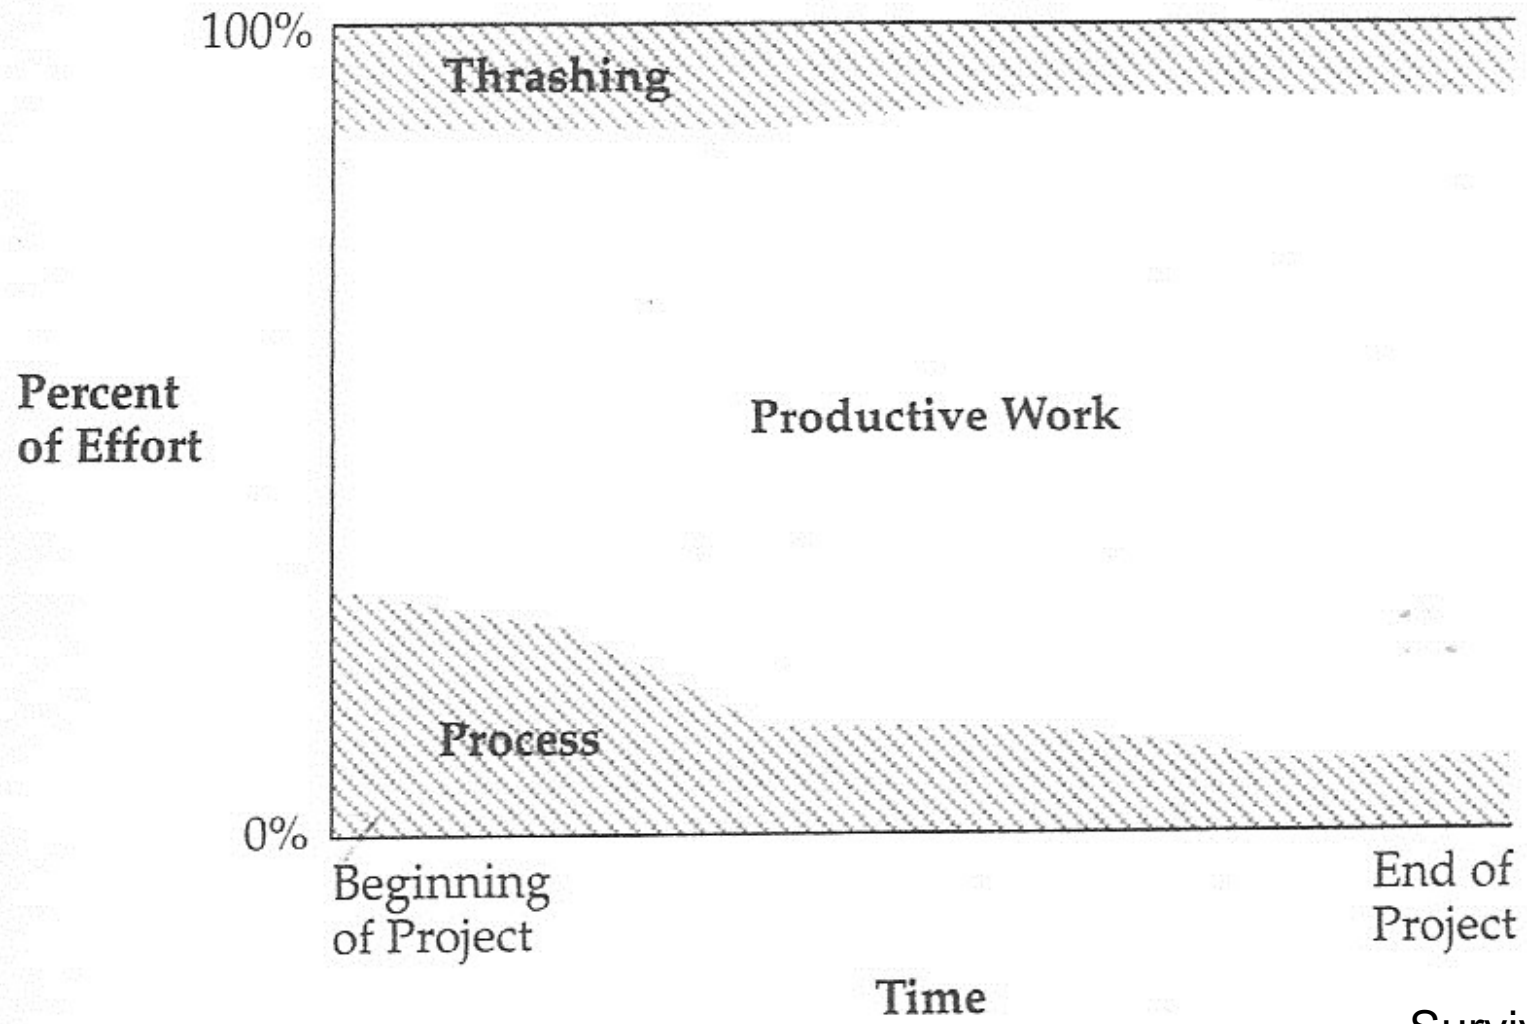 100%
Thrashing
Percent
of Effort
Productive Work
Process
0%
Beginning
of Project
End of
Project
Time